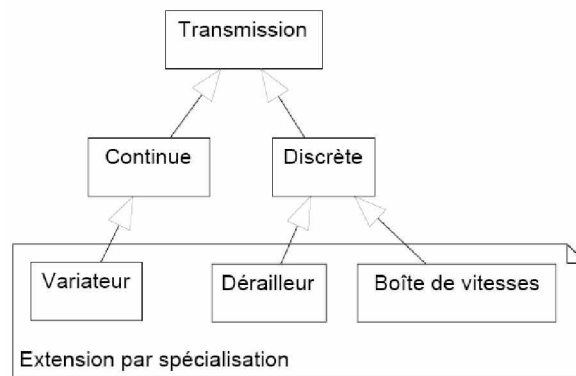 Transmission
Continue
Discrète
Variateur
Dérailleur
Boîte de vitesses
Extension par spécialisation